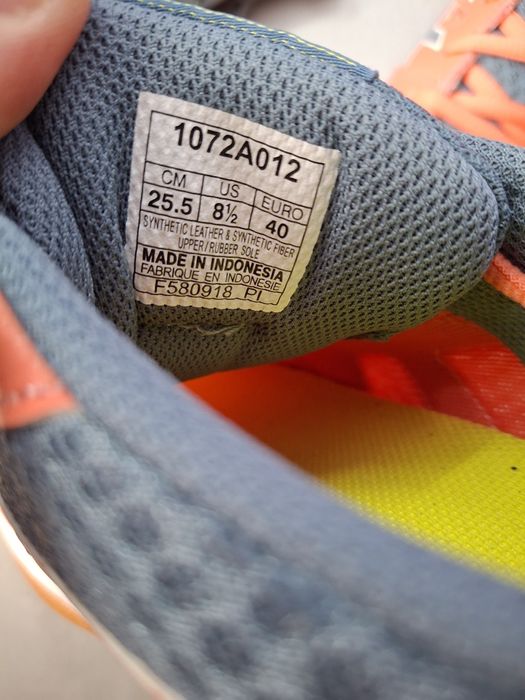 1072A012
CM US EURO
25.5 8½ 40
SYNTHETIC LEATHER & SYNTHETIC FIBER
UPPER/RUBBER SOLE
MADE IN INDONESIA
FABRIQUE EN INDONESIE
F580918 PI